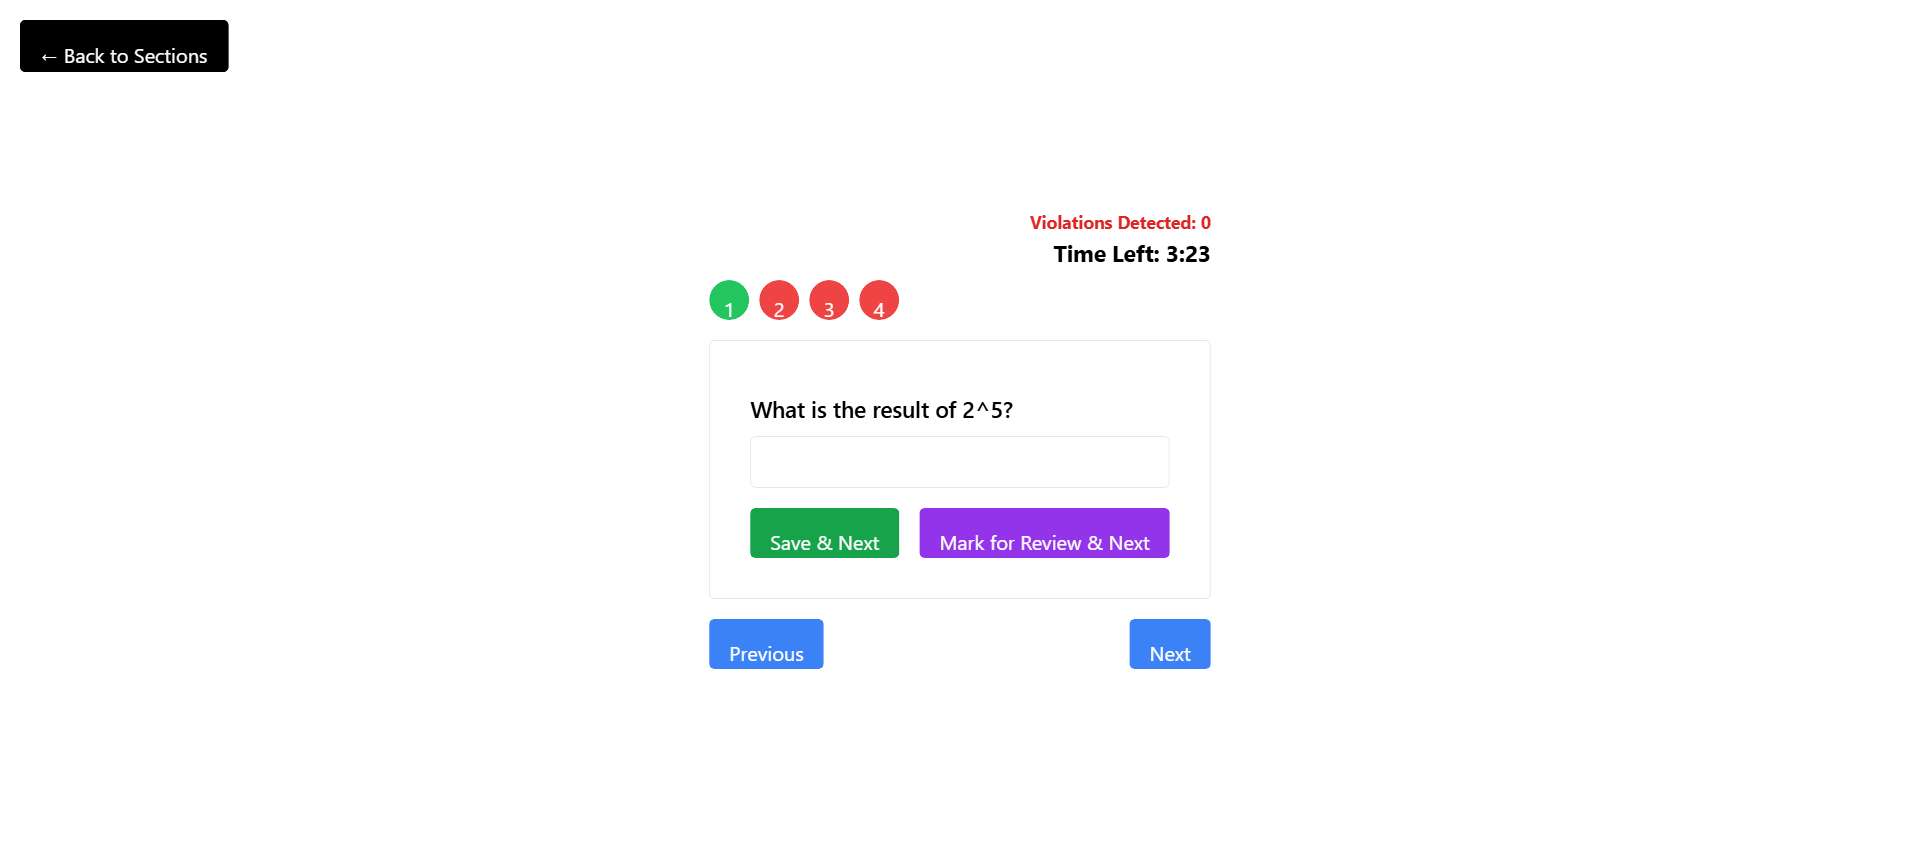 ← Back to Sections
Violations Detected: 0
Time Left: 3:23
1 2 3 4
What is the result of 2^5?
Save & Next Mark for Review & Next
Previous Next